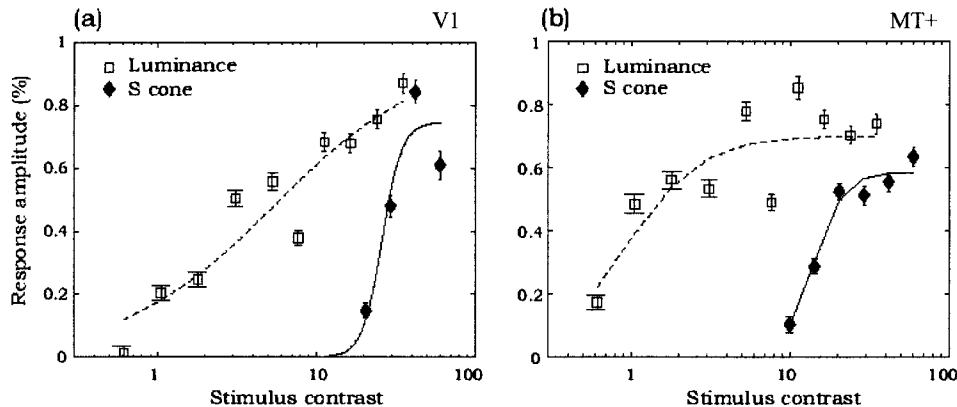 (a) V1
1
0.8
0.6
0.4
0.2
0
Response amplitude (%)
Luminance
S cone
1 10 100
Stimulus contrast
(b) MT+
1
0.8
0.6
0.4
0.2
0
Luminance
S cone
1 10 100
Stimulus contrast